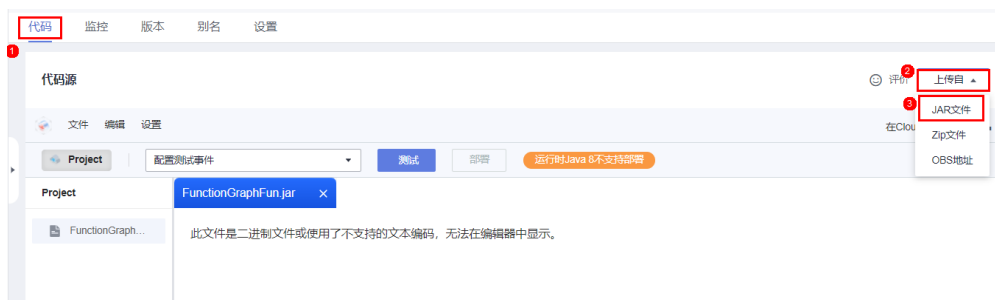 代码 监控 版本 别名 设置
1
代码源 评价 2 上传自
3 JAR文件
文件 编辑 设置 在Clou
Zip文件
Project 配置测试事件 测试 部署 运行时Java 8不支持部署
OBS地址
Project FunctionGraphFun.jar ×
FunctionGraph... 此文件是二进制文件或使用了不支持的文本编码，无法在编辑器中显示。